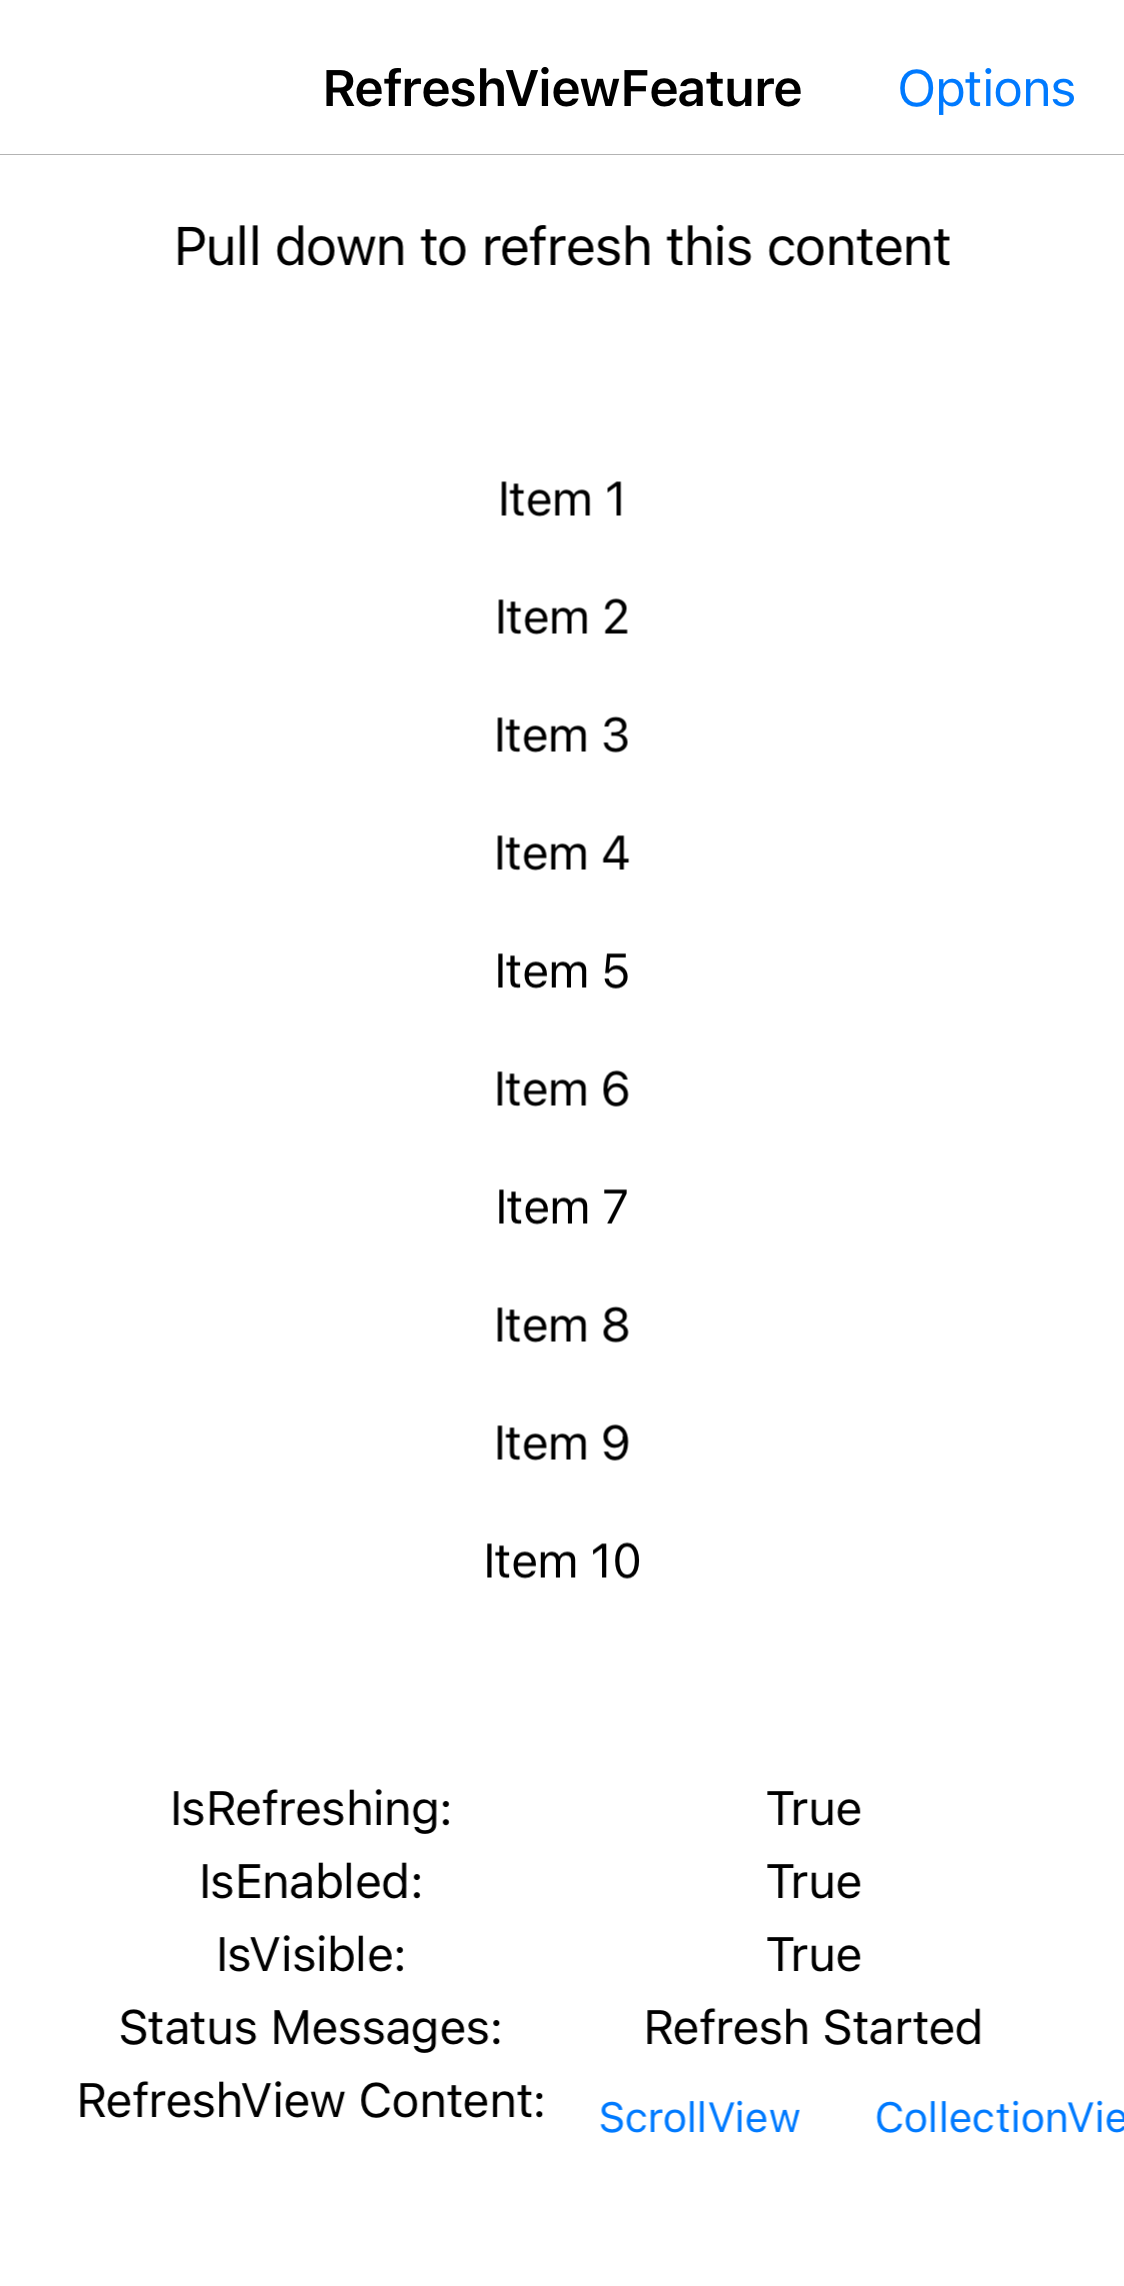 RefreshViewFeature Options
Pull down to refresh this content
Item 1
Item 2
Item 3
Item 4
Item 5
Item 6
Item 7
Item 8
Item 9
Item 10
IsRefreshing: True
IsEnabled: True
IsVisible: True
Status Messages: Refresh Started
RefreshView Content: ScrollView CollectionVie